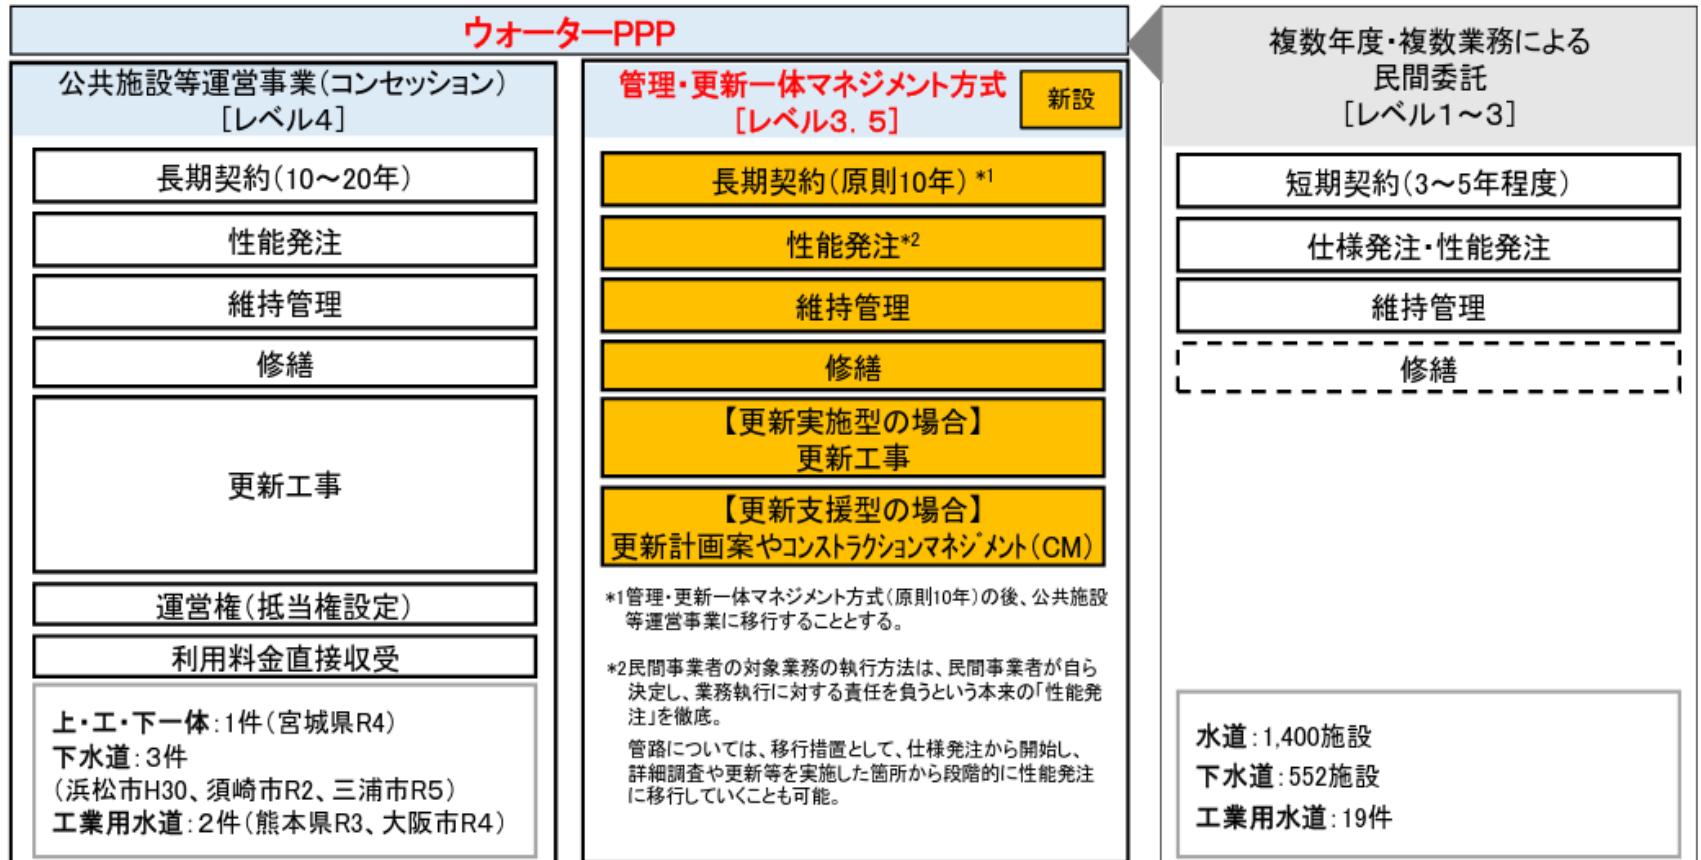 ウォーターPPP
公共施設等運営事業(コンセッション)
[レベル4]
長期契約(10～20年)
性能発注
維持管理
修繕
更新工事
運営権(抵当権設定)
利用料金直接収受
上・工・下一体:1件(宮城県R4)
下水道:3件
(浜松市H30、須崎市R2、三浦市R5)
工業用水道:2件(熊本県R3、大阪市R4)
管理・更新一体マネジメント方式
[レベル3.5]
新設
長期契約(原則10年)*1
性能発注*2
維持管理
修繕
【更新実施型の場合】
更新工事
【更新支援型の場合】
更新計画案やコンストラクションマネジメント(CM)
*1管理・更新一体マネジメント方式(原則10年)の後、公共施設
等運営事業に移行することとする。
*2民間事業者の対象業務の執行方法は、民間事業者が自ら
決定し、業務執行に対する責任を負うという本来の「性能発
注」を徹底。
管路については、移行措置として、仕様発注から開始し、
詳細調査や更新等を実施した箇所から段階的に性能発注
に移行していくことも可能。
複数年度・複数業務による
民間委託
[レベル1～3]
短期契約(3～5年程度)
仕様発注・性能発注
維持管理
修繕
水道:1,400施設
下水道:552施設
工業用水道:19件